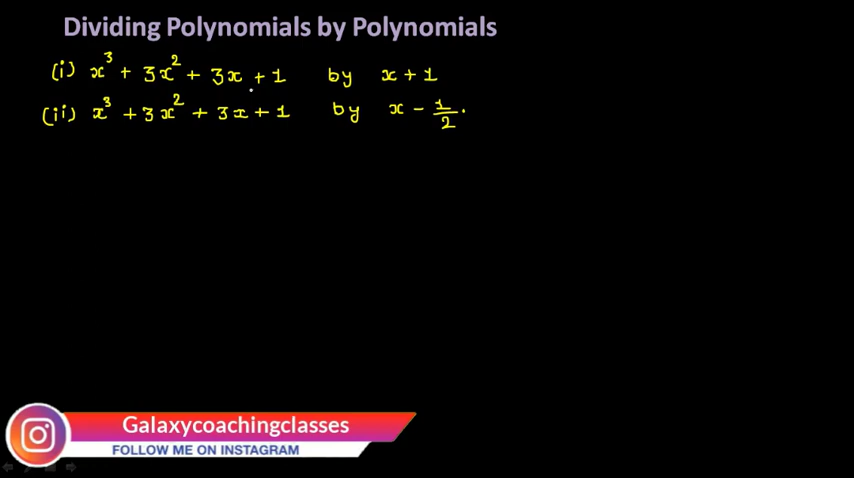 Dividing Polynomials by Polynomials
(i) x³ + 3x² + 3x + 1 by x + 1
(ii) x³ + 3x² + 3x + 1 by x - 1/2.
Galaxycoachingclasses
FOLLOW ME ON INSTAGRAM